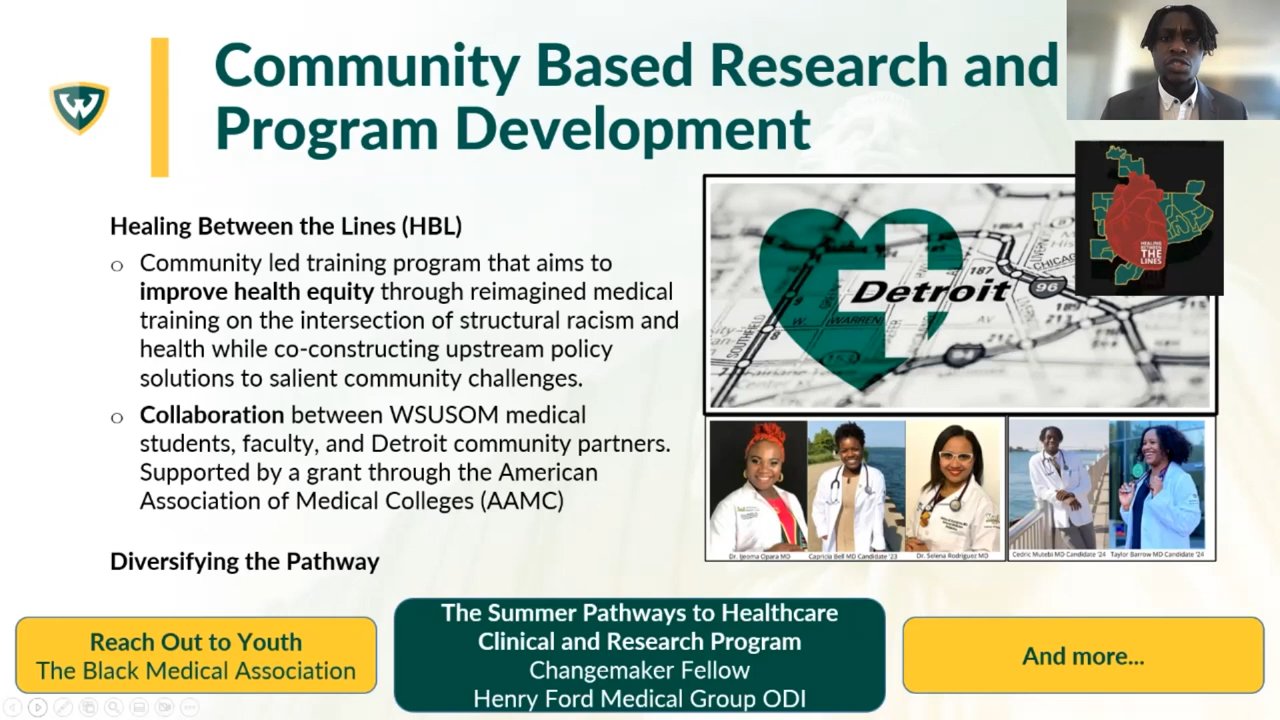 Community Based Research and
Program Development
Healing Between the Lines (HBL)
Community led training program that aims to
improve health equity through reimagined medical
training on the intersection of structural racism and
health while co-constructing upstream policy
solutions to salient community challenges.
Collaboration between WSUSOM medical
students, faculty, and Detroit community partners.
Supported by a grant through the American
Association of Medical Colleges (AAMC)
Diversifying the Pathway
W
HEALING
BETWEEN
THE
LINES
Detroit
187
CHICAG
96
W. WARREN
AV
SOUTHFIELD
Dr. Ijeoma Opara MD
Capricia Bell MD Candidate '23
Dr. Selena Rodriguez MD
Cedric Mutebi MD Candidate '24
Taylor Barrow MD Candidate '24
Reach Out to Youth
The Black Medical Association
The Summer Pathways to Healthcare
Clinical and Research Program
Changemaker Fellow
Henry Ford Medical Group ODI
And more...